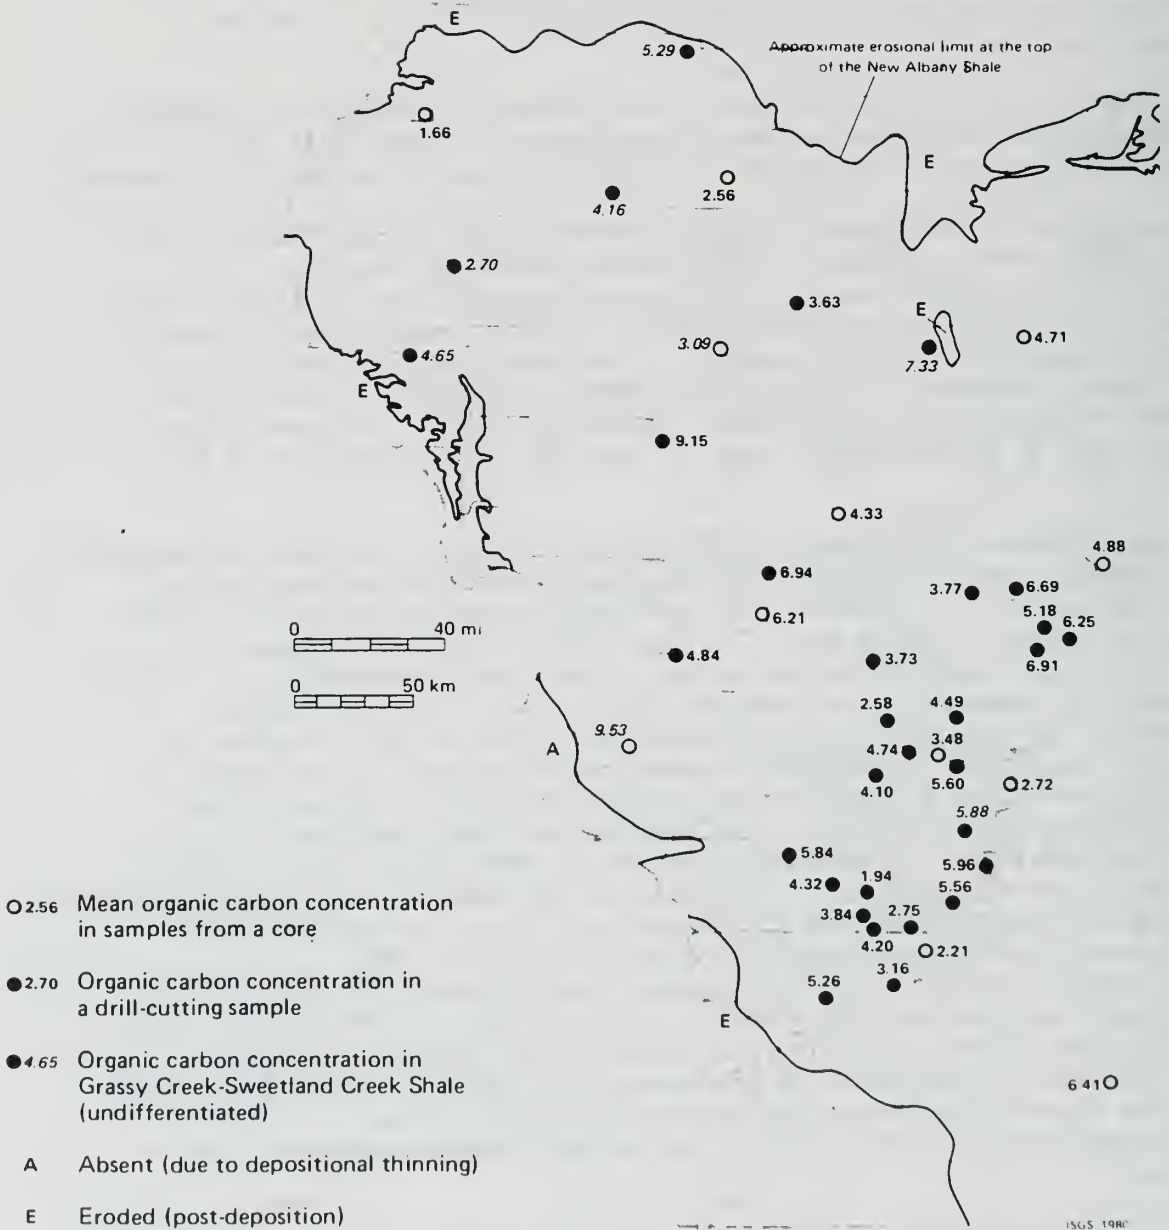 E
5.29
Approximate erosional limit at the top
of the New Albany Shale
1.66
E
2.56
4.16
2.70
3.63
E
3.09
4.71
7.33
4.65
E
9.15
4.33
4.88
6.94
3.77
6.69
5.18
6.25
6.21
6.91
0 40 mi
4.84
3.73
0 50 km
2.58
4.49
9.53
A
3.48
4.74
4.10
5.60
2.72
5.88
5.84
5.96
4.32
1.94
5.56
3.84
2.75
4.20
2.21
3.16
5.26
E
6 41
2.56 Mean organic carbon concentration
in samples from a core
2.70 Organic carbon concentration in
a drill-cutting sample
4.65 Organic carbon concentration in
Grassy Creek-Sweetland Creek Shale
(undifferentiated)
A Absent (due to depositional thinning)
E Eroded (post-deposition)
ISGS 1980